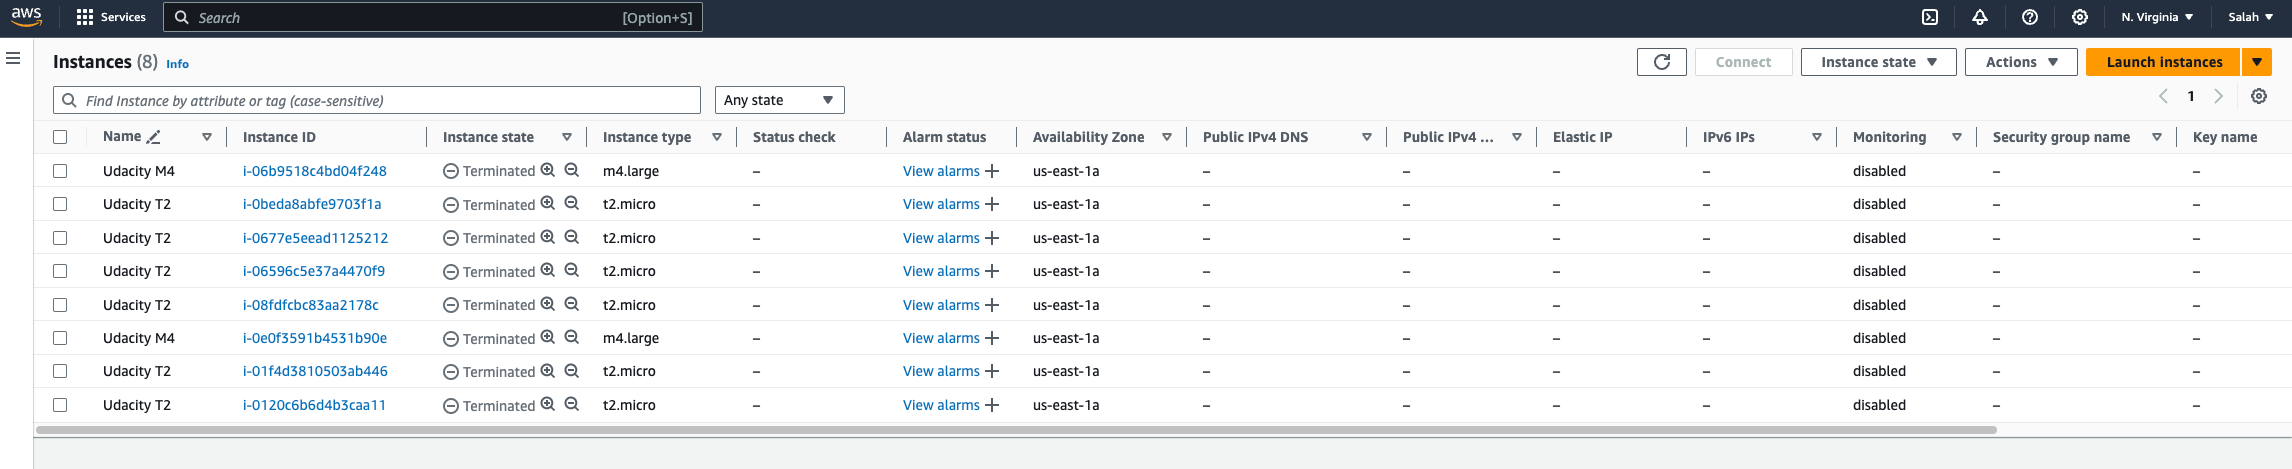 aws Services Search [Option+S] N. Virginia Salah
Instances (8) Info Connect Instance state Actions Launch instances
Find Instance by attribute or tag (case-sensitive) Any state 1
Name Instance ID Instance state Instance type Status check Alarm status Availability Zone Public IPv4 DNS Public IPv4 ... Elastic IP IPv6 IPs Monitoring Security group name Key name
Udacity M4 i-06b9518c4bd04f248 Terminated m4.large – View alarms + us-east-1a – – – – disabled – –
Udacity T2 i-0beda8abfe9703f1a Terminated t2.micro – View alarms + us-east-1a – – – – disabled – –
Udacity T2 i-0677e5eead1125212 Terminated t2.micro – View alarms + us-east-1a – – – – disabled – –
Udacity T2 i-06596c5e37a4470f9 Terminated t2.micro – View alarms + us-east-1a – – – – disabled – –
Udacity T2 i-08fdfcbc83aa2178c Terminated t2.micro – View alarms + us-east-1a – – – – disabled – –
Udacity M4 i-0e0f3591b4531b90e Terminated m4.large – View alarms + us-east-1a – – – – disabled – –
Udacity T2 i-01f4d3810503ab446 Terminated t2.micro – View alarms + us-east-1a – – – – disabled – –
Udacity T2 i-0120c6b6d4b3caa11 Terminated t2.micro – View alarms + us-east-1a – – – – disabled – –